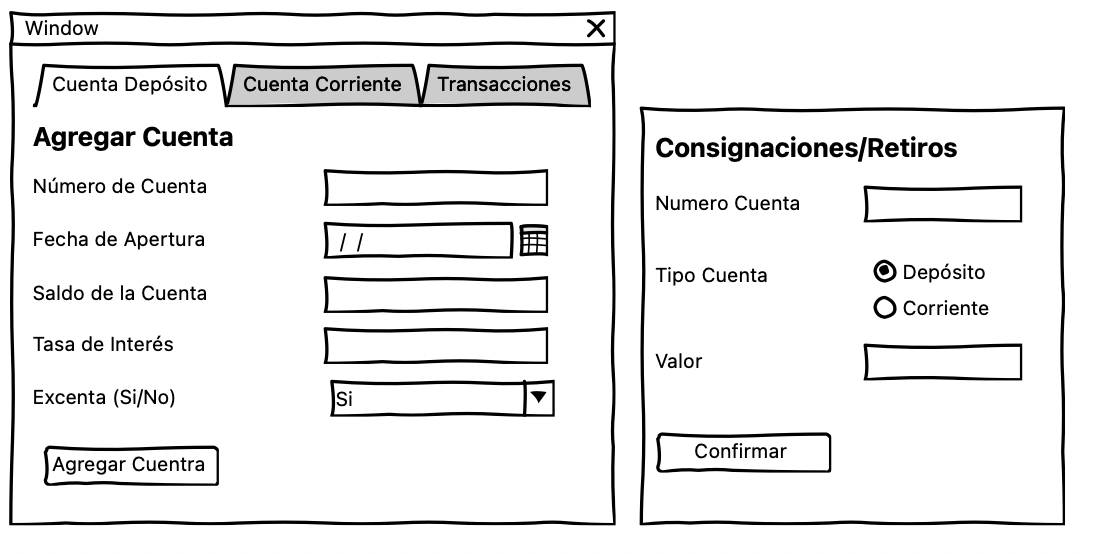 Window
Cuenta Depósito Cuenta Corriente Transacciones
Agregar Cuenta
Número de Cuenta
Fecha de Apertura / /
Saldo de la Cuenta
Tasa de Interés
Excenta (Si/No) Si
Agregar Cuentra
Consignaciones/Retiros
Numero Cuenta
Tipo Cuenta Depósito
Corriente
Valor
Confirmar